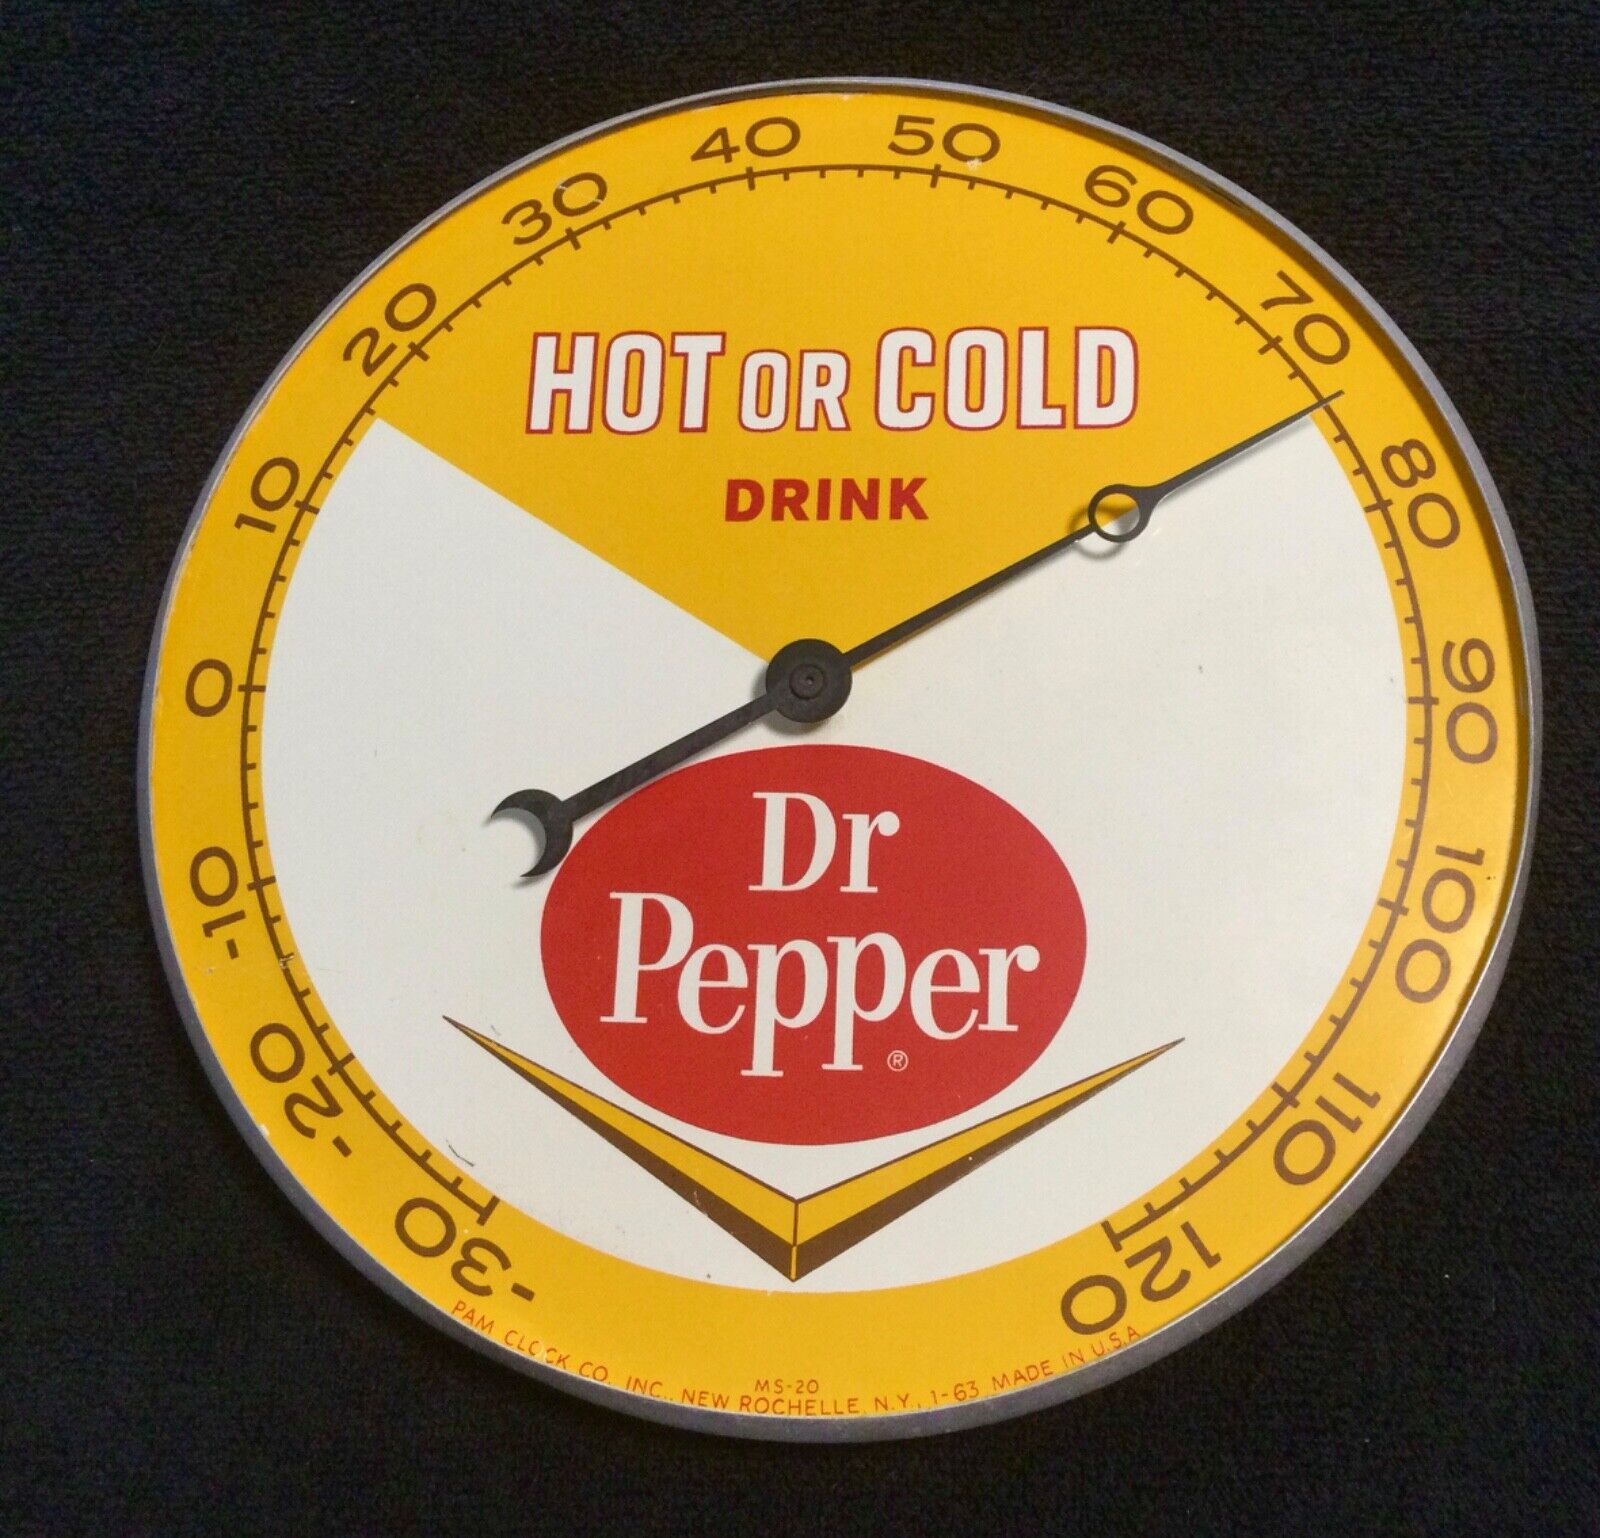 -30
-20
-10
0
10
20
30
40
50
60
70
80
90
100
110
120
HOT OR COLD
DRINK
Dr
Pepper ®
MS-20
PAM CLOCK CO. INC., NEW ROCHELLE, N.Y., 1-63 MADE IN U.S.A